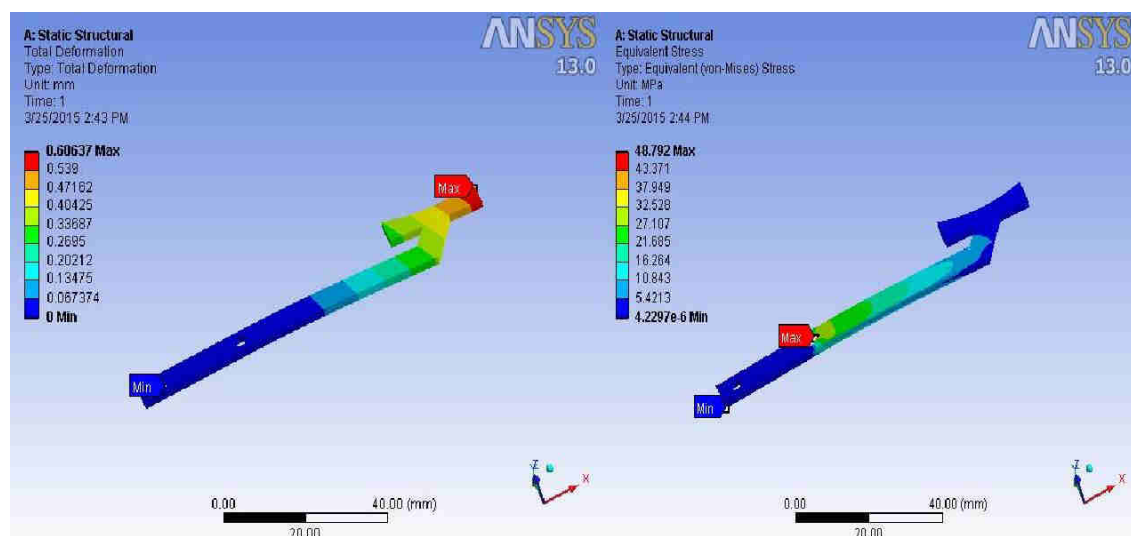 A: Static Structural
Total Deformation
Type: Total Deformation
Unit: mm
Time: 1
3/25/2015 2:43 PM
ANSYS
13.0
0.60637 Max
0.539
0.47162
0.40425
0.33687
0.2695
0.20212
0.13475
0.067374
0 Min
Max
Min
Z
X
0.00 40.00 (mm)
20.00
A: Static Structural
Equivalent Stress
Type: Equivalent (von-Mises) Stress
Unit: MPa
Time: 1
3/25/2015 2:44 PM
ANSYS
13.0
48.792 Max
43.371
37.949
32.528
27.107
21.685
16.264
10.843
5.4213
4.2297e-6 Min
Max
Min
Z
X
0.00 40.00 (mm)
20.00